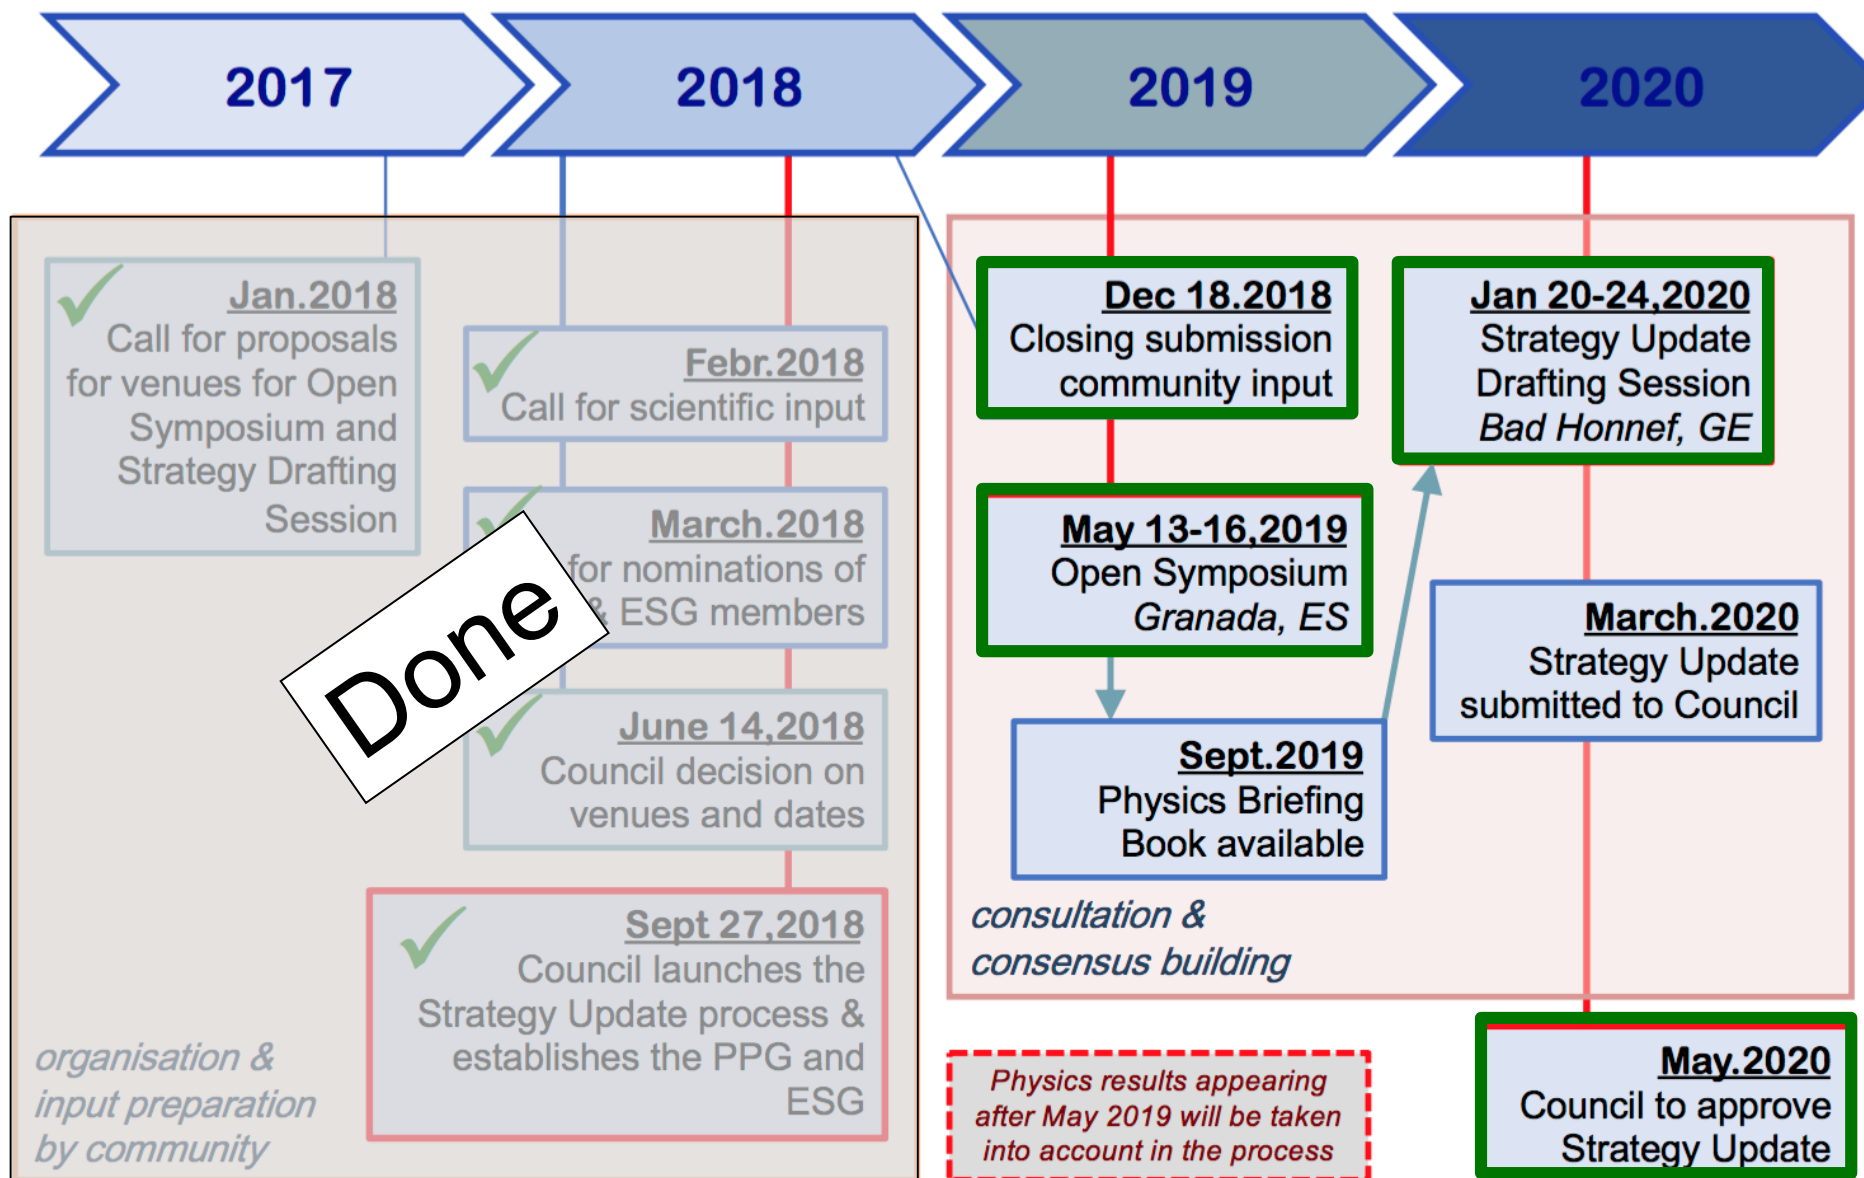 2017
2018
2019
2020
Jan.2018
Call for proposals
for venues for Open
Symposium and
Strategy Drafting
Session
Febr.2018
Call for scientific input
March.2018
for nominations of
& ESG members
June 14,2018
Council decision on
venues and dates
Sept 27,2018
Council launches the
Strategy Update process &
establishes the PPG and
ESG
organisation &
input preparation
by community
Done
Dec 18.2018
Closing submission
community input
May 13-16,2019
Open Symposium
Granada, ES
Sept.2019
Physics Briefing
Book available
consultation &
consensus building
Jan 20-24,2020
Strategy Update
Drafting Session
Bad Honnef, GE
March.2020
Strategy Update
submitted to Council
Physics results appearing
after May 2019 will be taken
into account in the process
May.2020
Council to approve
Strategy Update